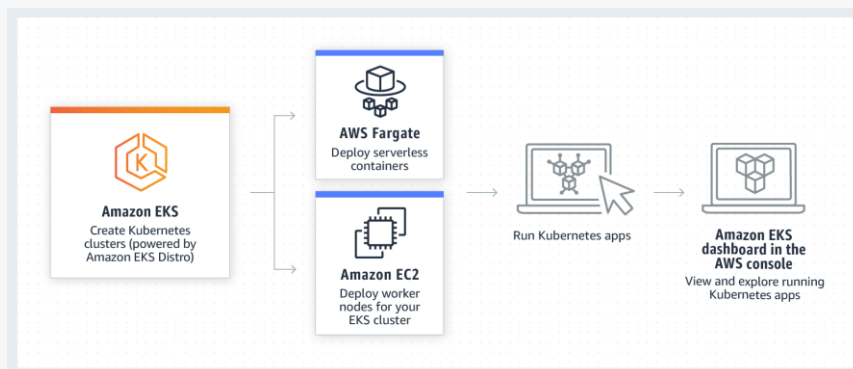 K
Amazon EKS
Create Kubernetes
clusters (powered by
Amazon EKS Distro)
AWS Fargate
Deploy serverless
containers
Amazon EC2
Deploy worker
nodes for your
EKS cluster
Run Kubernetes apps
Amazon EKS
dashboard in the
AWS console
View and explore running
Kubernetes apps